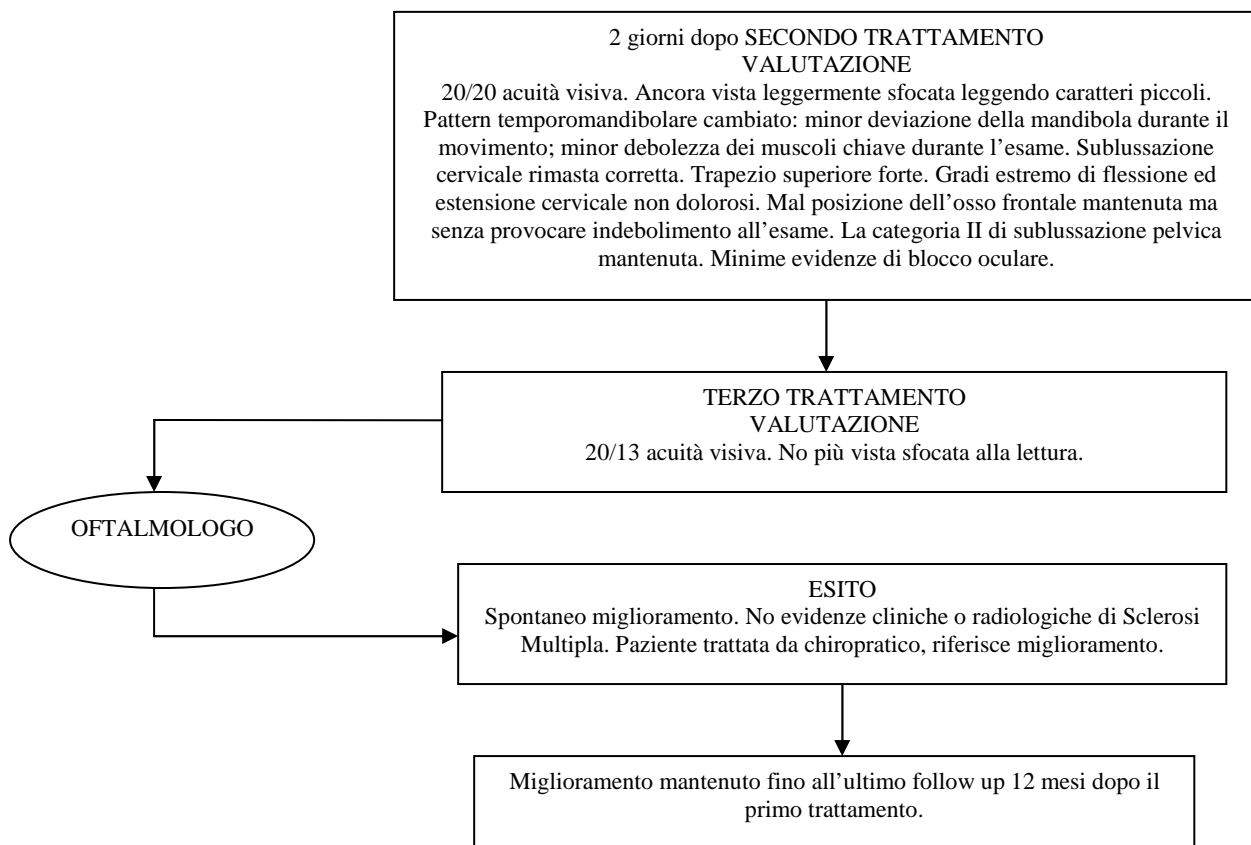 2 giorni dopo SECONDO TRATTAMENTO
VALUTAZIONE
20/20 acuità visiva. Ancora vista leggermente sfocata leggendo caratteri piccoli.
Pattern temporomandibolare cambiato: minor deviazione della mandibola durante il
movimento; minor debolezza dei muscoli chiave durante l’esame. Sublussazione
cervicale rimasta corretta. Trapezio superiore forte. Gradi estremo di flessione ed
estensione cervicale non dolorosi. Mal posizione dell’osso frontale mantenuta ma
senza provocare indebolimento all’esame. La categoria II di sublussazione pelvica
mantenuta. Minime evidenze di blocco oculare.
TERZO TRATTAMENTO
VALUTAZIONE
20/13 acuità visiva. No più vista sfocata alla lettura.
OFTALMOLOGO
ESITO
Spontaneo miglioramento. No evidenze cliniche o radiologiche di Sclerosi
Multipla. Paziente trattata da chiropratico, riferisce miglioramento.
Miglioramento mantenuto fino all’ultimo follow up 12 mesi dopo il
primo trattamento.